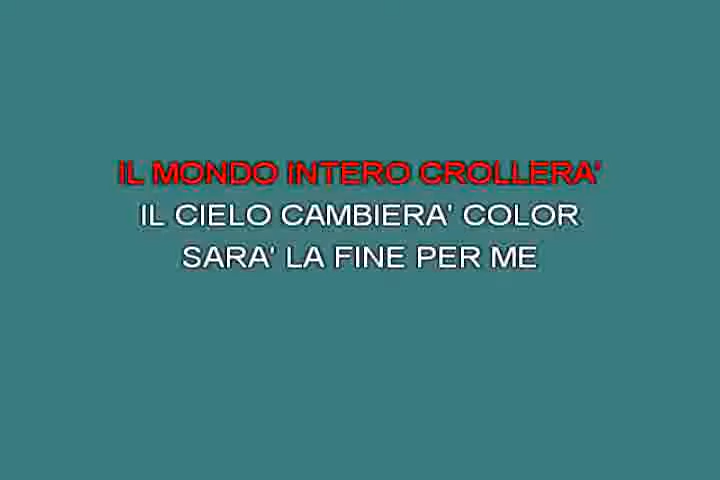 IL MONDO INTERO CROLLERA'
IL CIELO CAMBIERA' COLOR
SARA' LA FINE PER ME